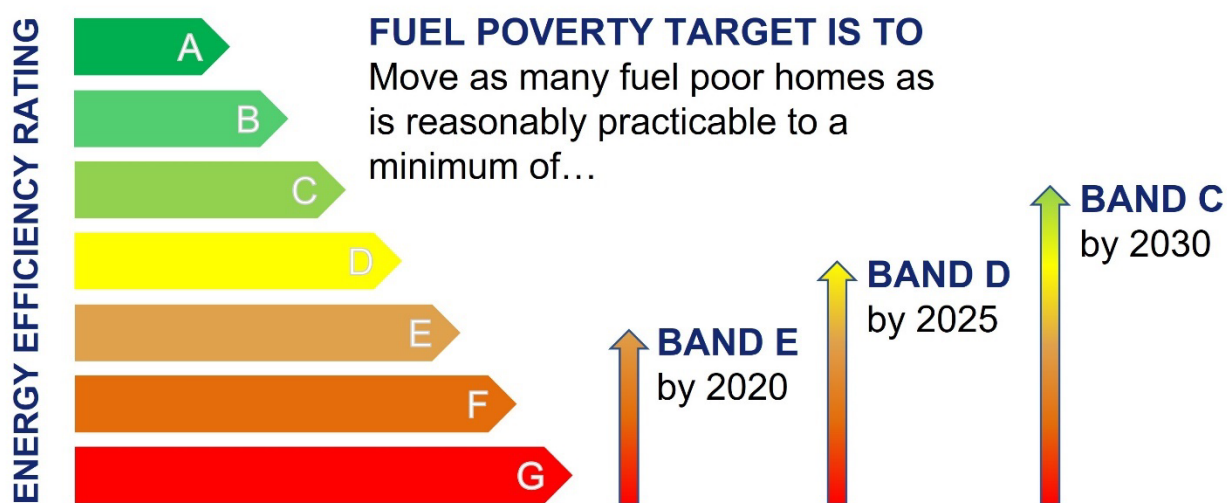 ENERGY EFFICIENCY RATING
A
B
C
D
E
F
G
FUEL POVERTY TARGET IS TO
Move as many fuel poor homes as
is reasonably practicable to a
minimum of…
BAND E
by 2020
BAND D
by 2025
BAND C
by 2030